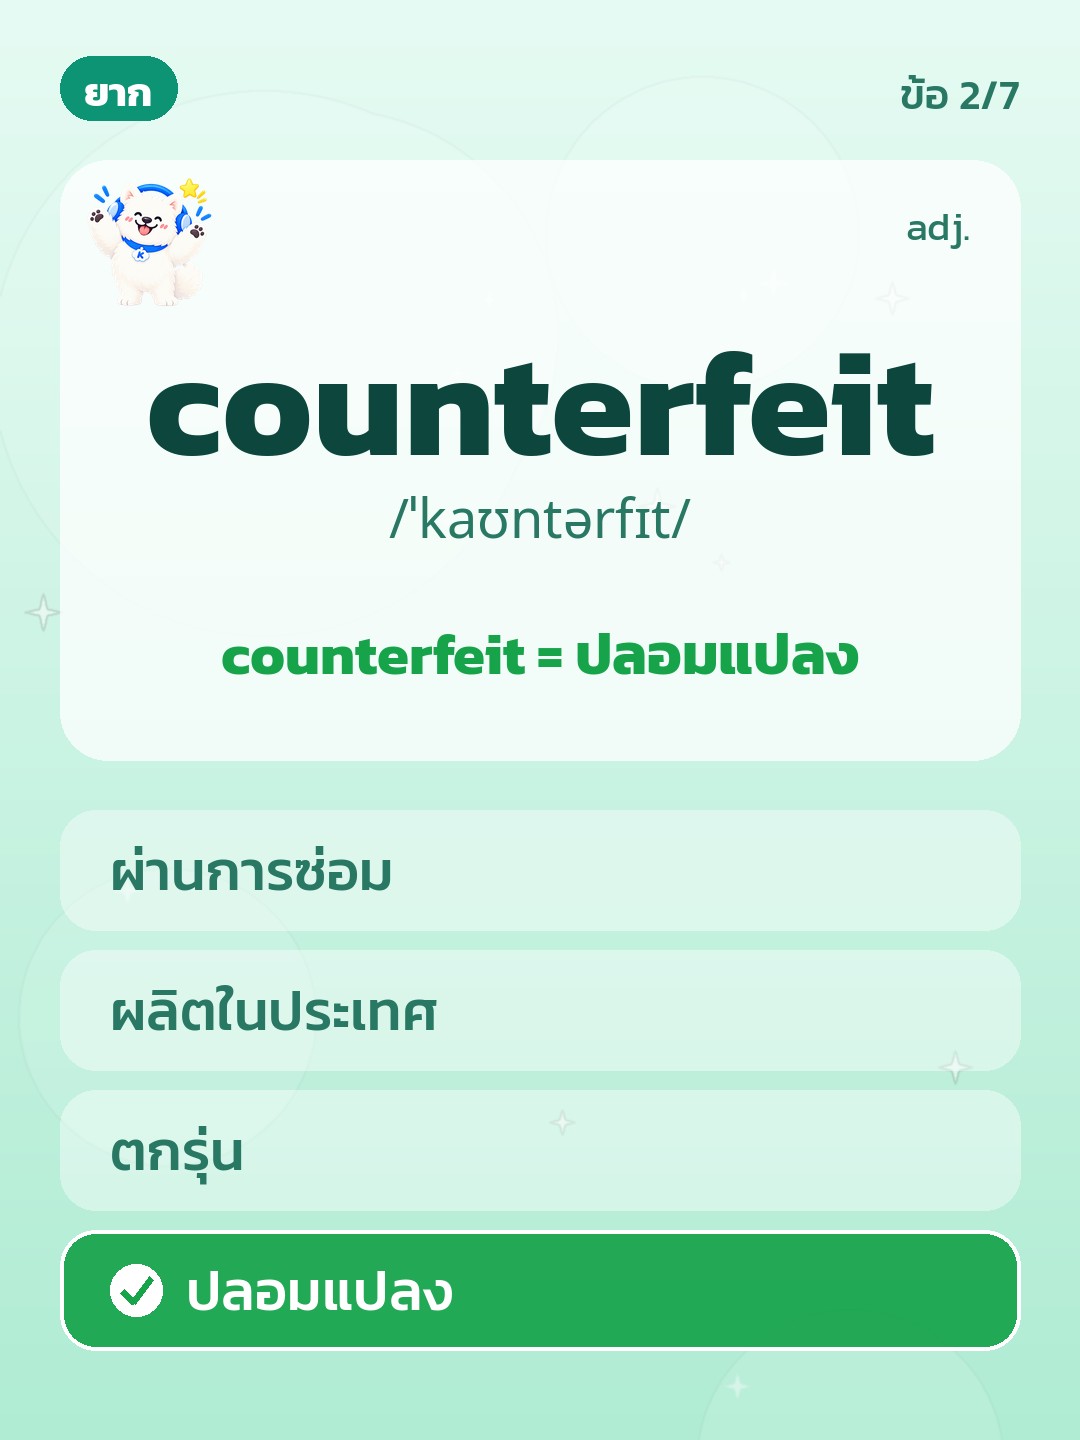 ยาก
ข้อ 2/7
adj.
counterfeit
/ˈkaʊntərfɪt/
counterfeit = ปลอมแปลง
ผ่านการซ่อม
ผลิตในประเทศ
ตกรุ่น
ปลอมแปลง